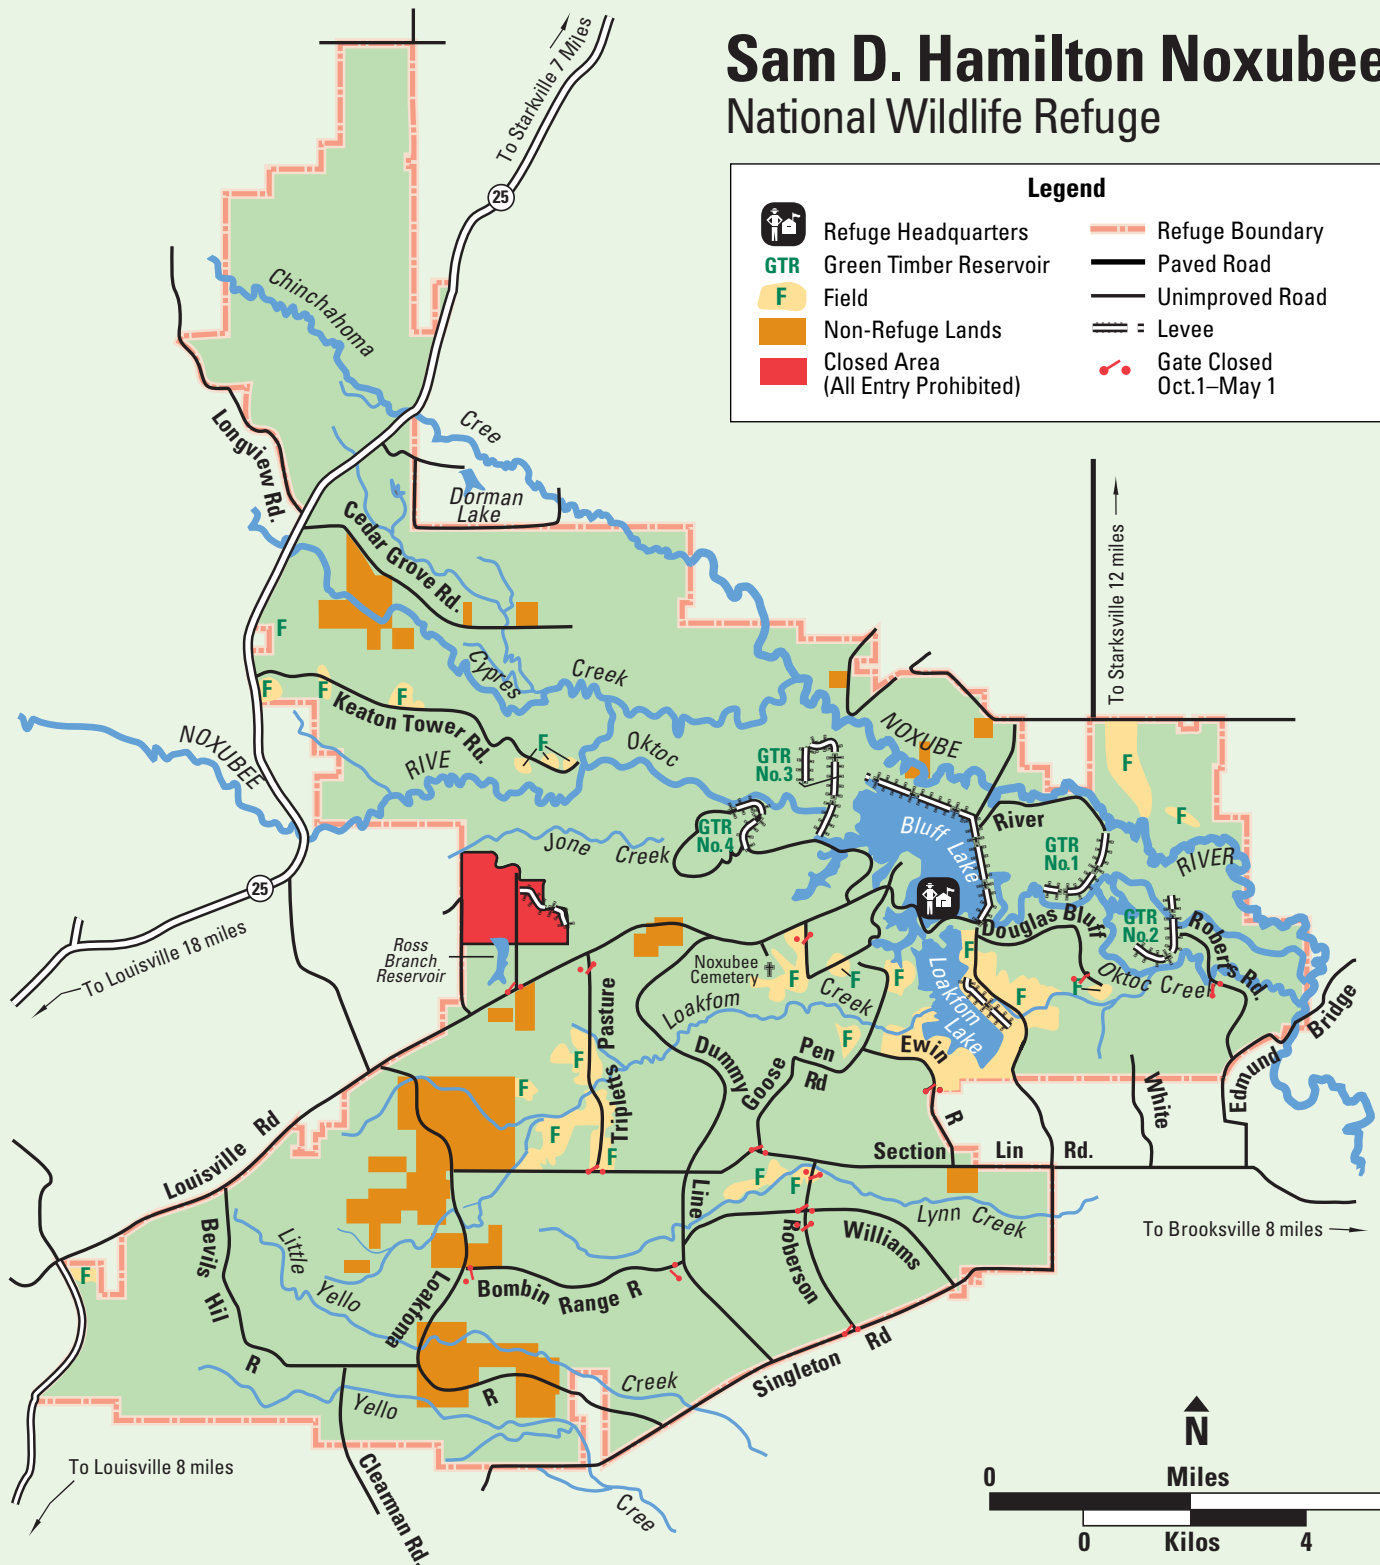 Sam D. Hamilton Noxubee
National Wildlife Refuge
Legend
Refuge Headquarters
GTR Green Timber Reservoir
F Field
Non-Refuge Lands
Closed Area
(All Entry Prohibited)
Refuge Boundary
Paved Road
Unimproved Road
Levee
Gate Closed
Oct.1–May 1
To Starkville 7 Miles
25
Chinchahoma
Cree
Longview Rd.
Dorman
Lake
Cedar Grove Rd.
To Starksville 12 miles
F
Cypres
Creek
F
F
F
Keaton Tower Rd.
F
NOXUBEE
RIVE
Oktoc
NOXUBE
GTR
No.3
F
F
River
Bluff Lake
GTR
No.4
Jone
Creek
GTR
No.1
RIVER
25
To Louisville 18 miles
Ross
Branch
Reservoir
Douglas Bluff
GTR
No.2
Roberts Rd.
Noxubee
Cemetery
F
F
F
F
F
F
Oktoc Creek
Loakfom
Creek
Loakfom
Lake
Pasture
Tripletts
Bridge
Edmund
F
Dummy
Line
Goose
Pen
Rd
F
Ewin
R
White
F
F
F
Louisville Rd
Section
Lin
Rd.
F
F
Lynn Creek
To Brooksville 8 miles
Bevils
Hil
R
Little
Yello
Loakfoma
R
Bombin
Range R
Roberson
Williams
F
Creek
Singleton
Rd
Yello
Clearman Rd.
Cree
To Louisville 8 miles
N
0
Miles
0
Kilos
4